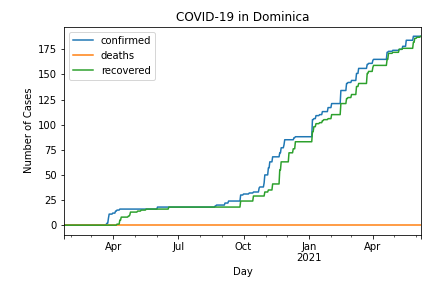 COVID-19 in Dominica
confirmed
deaths
recovered
Number of Cases
175
150
125
100
75
50
25
0
Apr
Jul
Oct
Jan
2021
Apr
Day